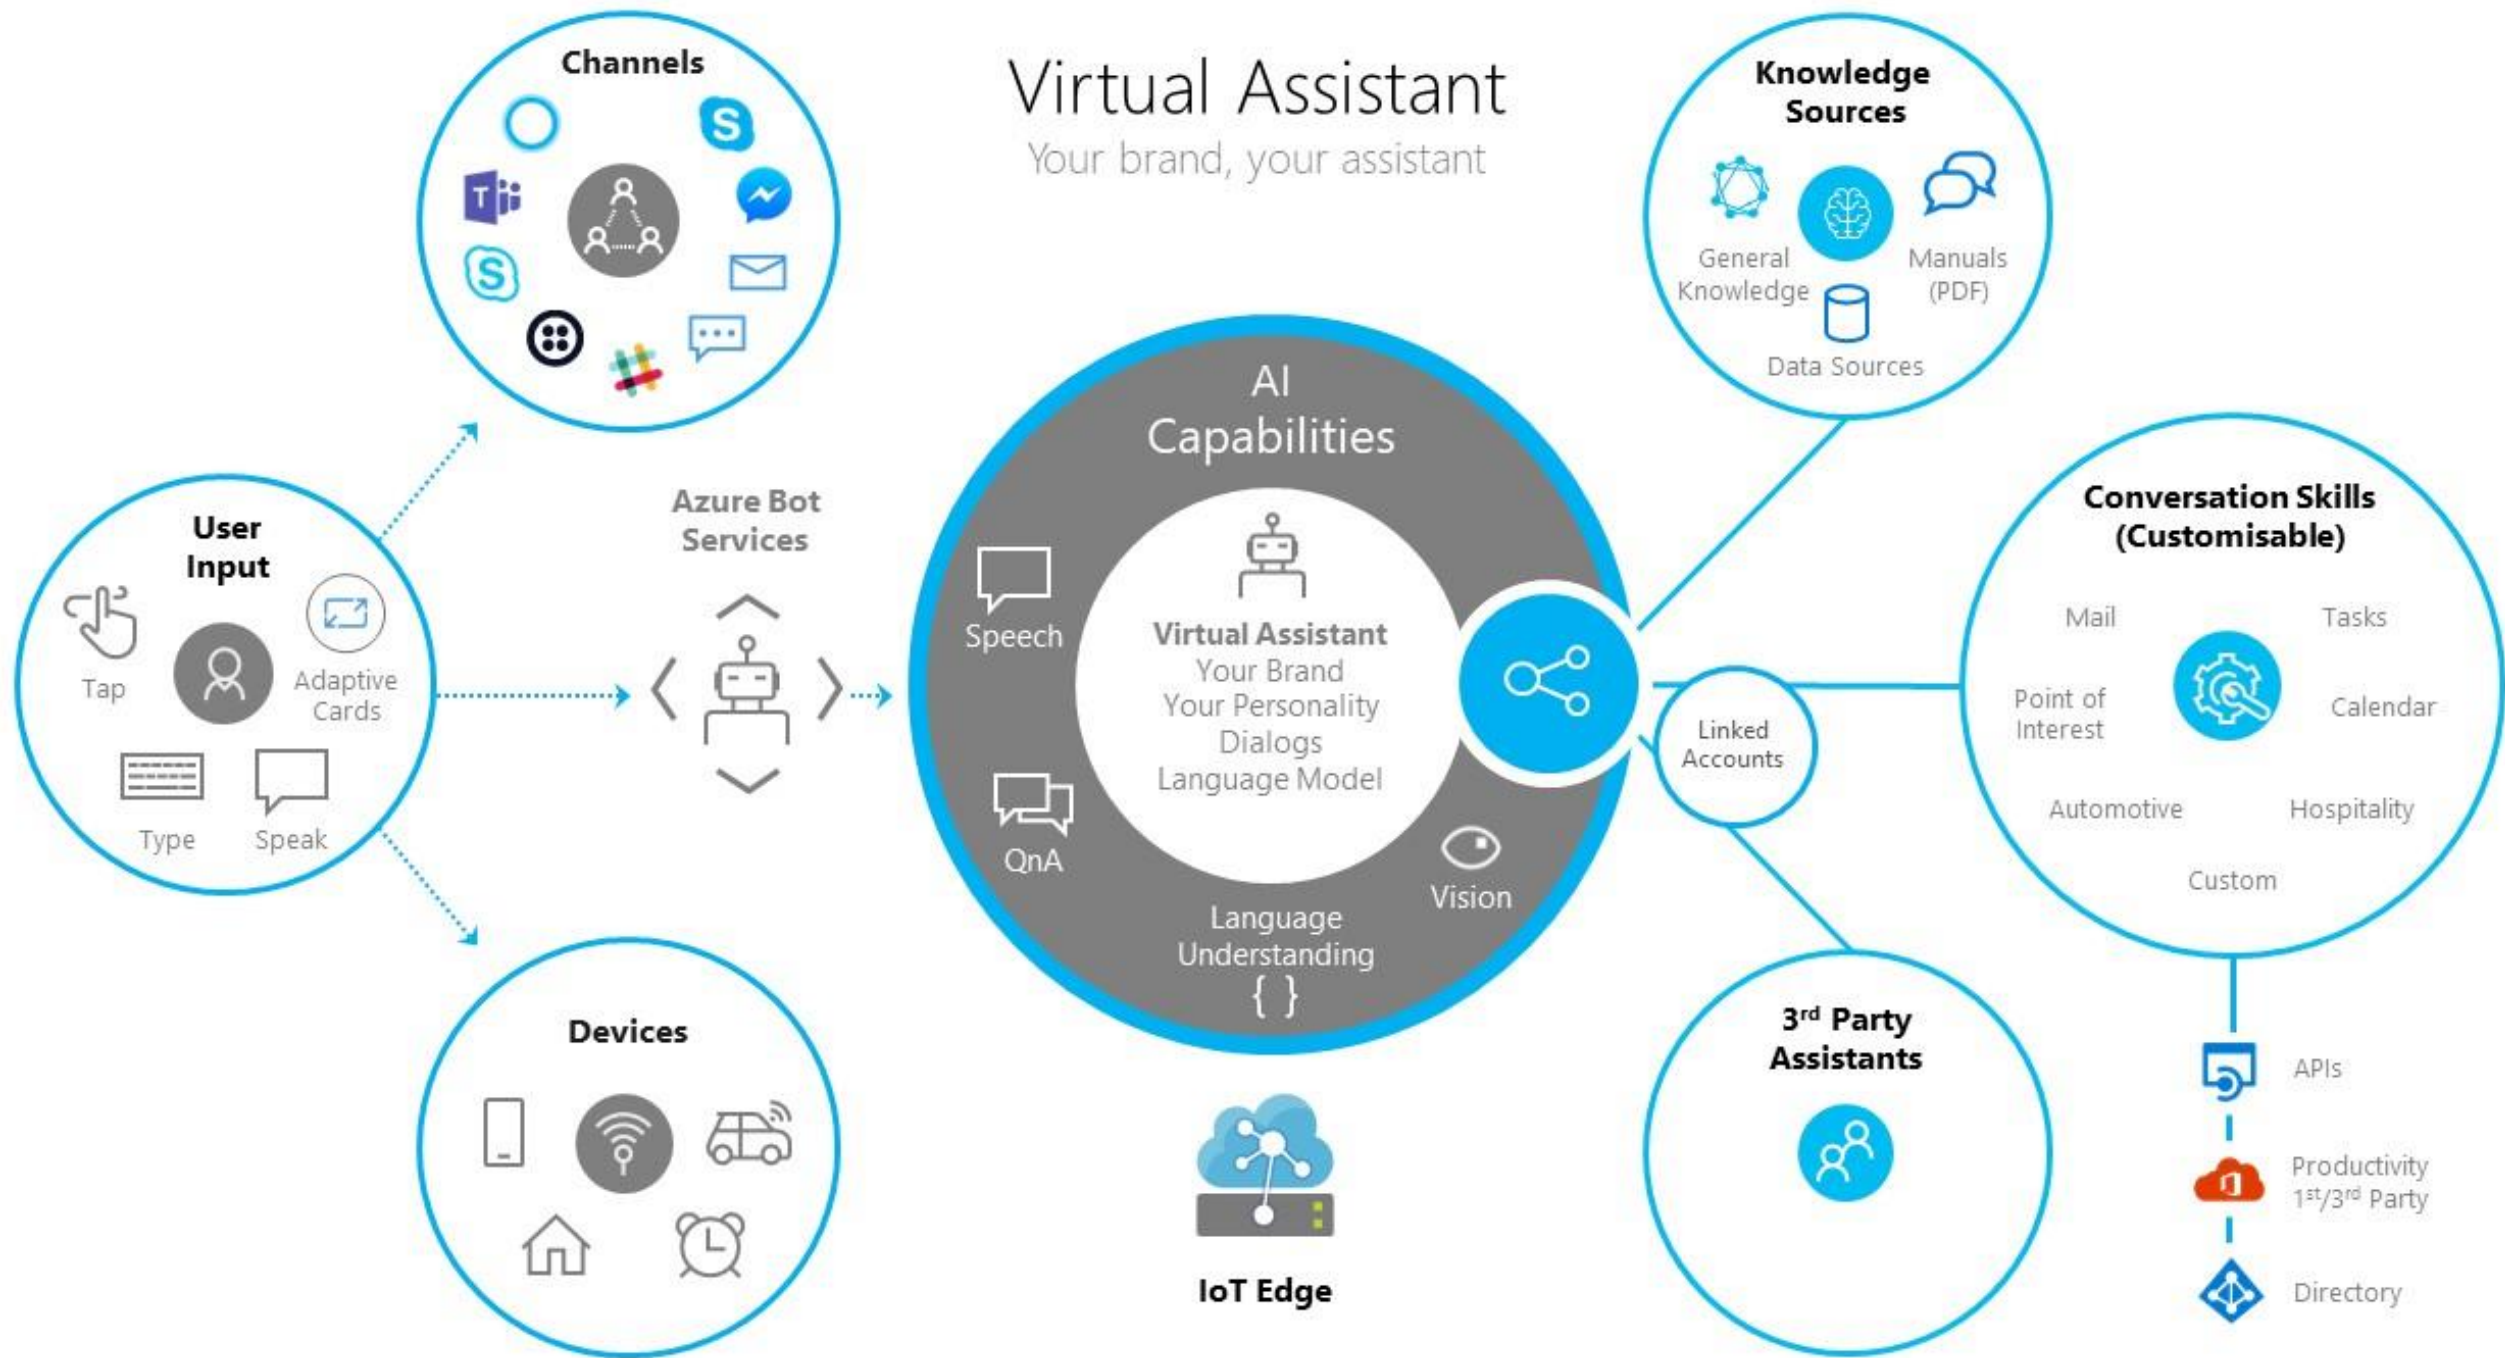 Virtual Assistant
Your brand, your assistant
Channels
S
T
S
User
Input
Tap
Adaptive
Cards
Type
Speak
Devices
Azure Bot
Services
AI
Capabilities
Speech
QnA
Language
Understanding
{ }
Vision
Virtual Assistant
Your Brand
Your Personality
Dialogs
Language Model
IoT Edge
Knowledge
Sources
General
Knowledge
Manuals
(PDF)
Data Sources
Linked
Accounts
Conversation Skills
(Customisable)
Mail
Tasks
Point of
Interest
Calendar
Automotive
Hospitality
Custom
3rd Party
Assistants
APIs
Productivity
1st/3rd Party
Directory